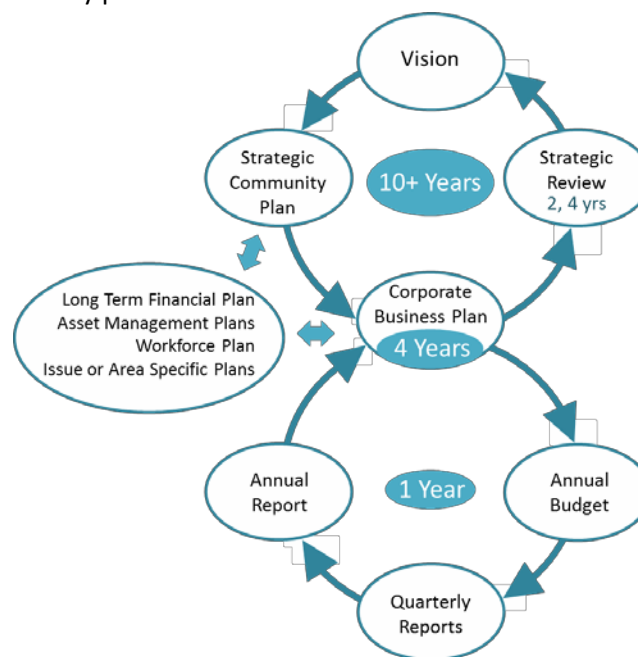 Vision
Strategic
Community
Plan
10+ Years
Strategic
Review
2, 4 yrs
Long Term Financial Plan
Asset Management Plans
Workforce Plan
Issue or Area Specific Plans
Corporate
Business Plan
4 Years
Annual
Report
1 Year
Annual
Budget
Quarterly
Reports